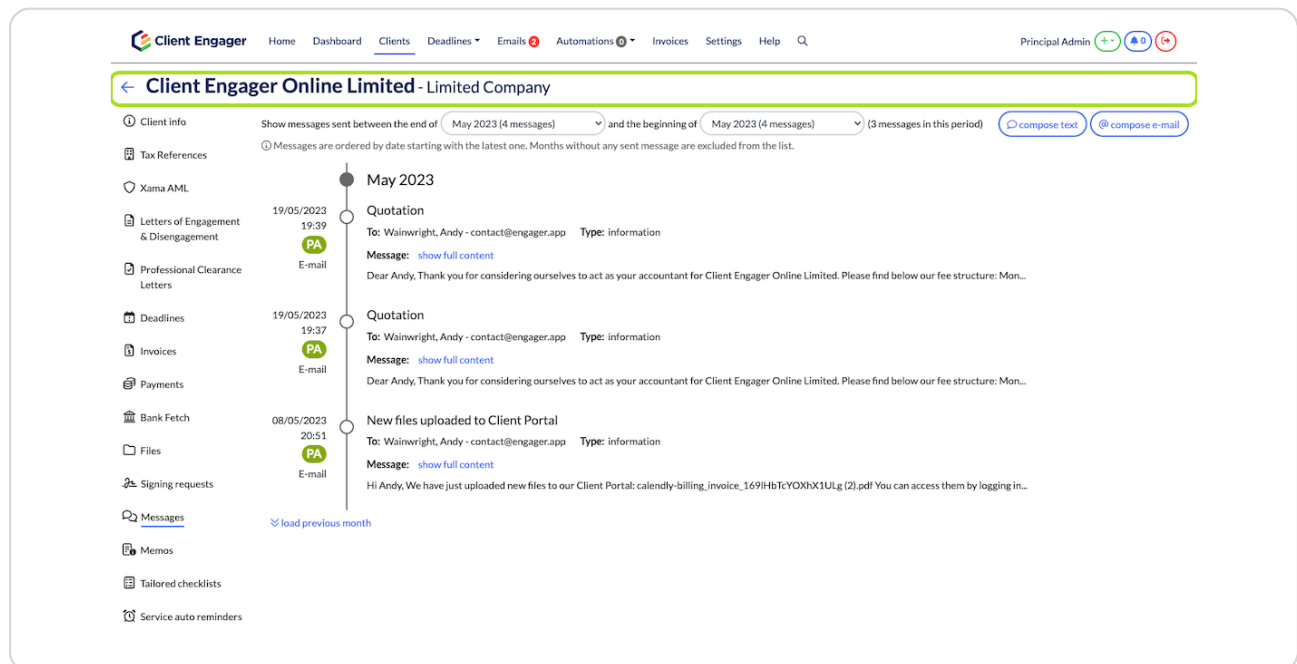 Client Engager Home Dashboard Clients Deadlines Emails 2 Automations 0 Invoices Settings Help Principal Admin + 0
← Client Engager Online Limited - Limited Company
Client info
Tax References
Xama AML
Letters of Engagement
& Disengagement
Professional Clearance
Letters
Deadlines
Invoices
Payments
Bank Fetch
Files
Signing requests
Messages
Memos
Tailored checklists
Service auto reminders
Show messages sent between the end of May 2023 (4 messages) and the beginning of May 2023 (4 messages) (3 messages in this period) compose text @ compose e-mail
Messages are ordered by date starting with the latest one. Months without any sent message are excluded from the list.
May 2023
19/05/2023
19:39
PA
E-mail
Quotation
To: Wainwright, Andy - contact@engager.app Type: information
Message: show full content
Dear Andy, Thank you for considering ourselves to act as your accountant for Client Engager Online Limited. Please find below our fee structure: Mon...
19/05/2023
19:37
PA
E-mail
Quotation
To: Wainwright, Andy - contact@engager.app Type: information
Message: show full content
Dear Andy, Thank you for considering ourselves to act as your accountant for Client Engager Online Limited. Please find below our fee structure: Mon...
08/05/2023
20:51
PA
E-mail
New files uploaded to Client Portal
To: Wainwright, Andy - contact@engager.app Type: information
Message: show full content
Hi Andy, We have just uploaded new files to our Client Portal: calendly-billing_invoice_169IHbTcYOXhX1ULg (2).pdf You can access them by logging in...
load previous month